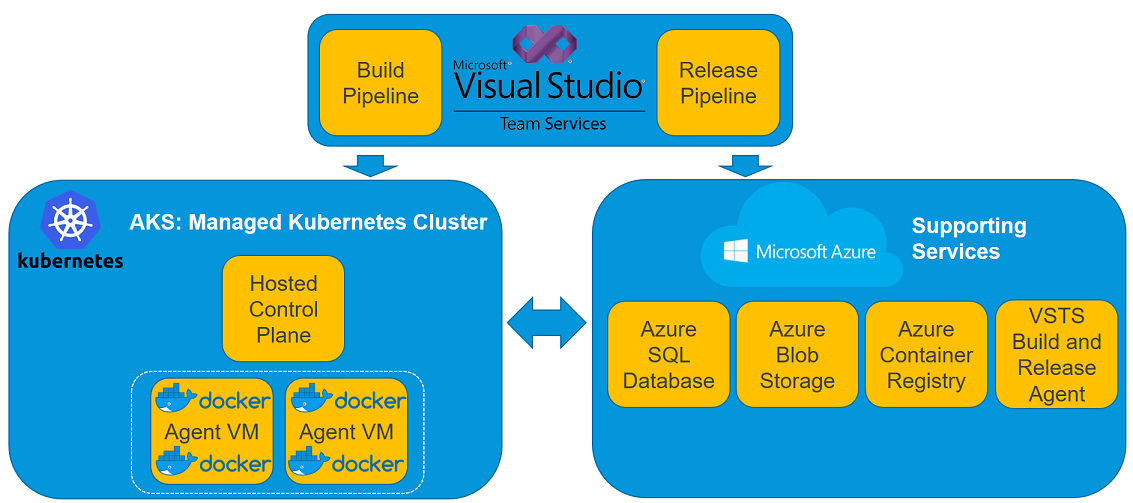 Build
Pipeline
Microsoft
Visual Studio
Team Services
Release
Pipeline
kubernetes
AKS: Managed Kubernetes Cluster
Hosted
Control
Plane
docker
Agent VM
docker
docker
Agent VM
docker
Microsoft Azure
Supporting
Services
Azure
SQL
Database
Azure
Blob
Storage
Azure
Container
Registry
VSTS
Build and
Release
Agent